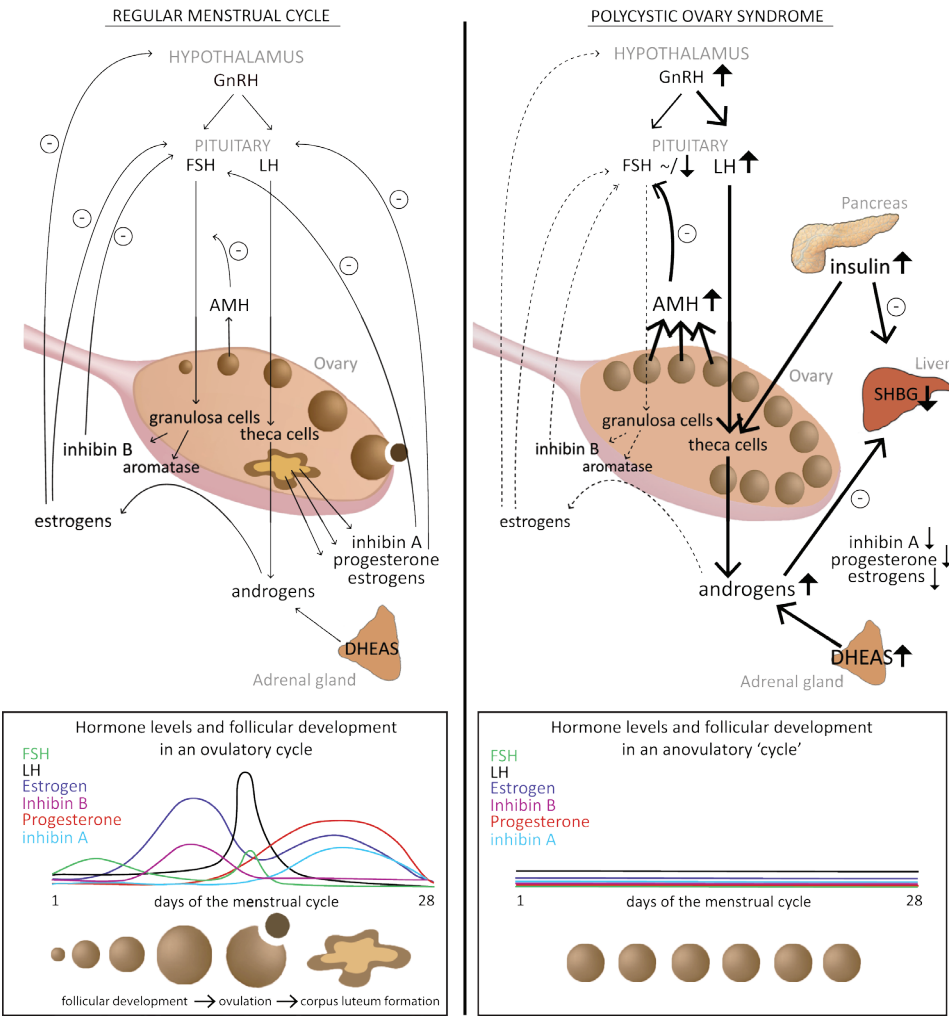 REGULAR MENSTRUAL CYCLE
HYPOTHALAMUS
GnRH
-
PITUITARY
FSH
LH
-
-
-
-
AMH
Ovary
granulosa cells
theca cells
inhibin B
aromatase
estrogens
inhibin A
progesterone
estrogens
androgens
DHEAS
Adrenal gland
Hormone levels and follicular development
in an ovulatory cycle
FSH
LH
Estrogen
Inhibin B
Progesterone
inhibin A
1
days of the menstrual cycle
28
follicular development
ovulation
corpus luteum formation
POLYCYSTIC OVARY SYNDROME
HYPOTHALAMUS
GnRH
PITUITARY
FSH ~/
LH
-
Pancreas
insulin
-
AMH
Ovary
Liver
SHBG
granulosa cells
theca cells
inhibin B
aromatase
estrogens
-
inhibin A
progesterone
estrogens
androgens
DHEAS
Adrenal gland
Hormone levels and follicular development
in an anovulatory ‘cycle’
FSH
LH
Estrogen
Inhibin B
Progesterone
inhibin A
1
days of the menstrual cycle
28